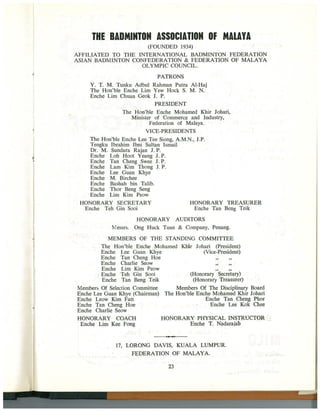 THE BADMINTON ASSOCIATION OF MALAYA
(FOUNDED 1934)
AFFILIATED TO THE INTERNATIONAL BADMINTON FEDERATION
ASIAN BADMINTON CONFEDERATION & FEDERATION OF MALAYA
OLYMPIC COUNCIL.
PATRONS
Y. T. M. Tunku Adbul Rahman Putra Al-Haj
The Hon'ble Enche Lim Yew Hock S. M. N.
Enche Lim Chuan Geok J. P.
PRESIDENT
The Hon'ble Enche Mohamed Khir Johari,
Minister of Commerce and Industry,
Federation of Malaya.
VICE-PRESIDENTS
The Hon'ble Enche Lee Tin Siong, A.M.N., J.P.
Tengku Ibrahim Ibni Sultan Ismail
Dr. M. Sundara Rajan J. P.
Enche Loh Hoot Yeang J. P.
Enche Tan Chang Swee J. P.
Enche Lam Kim Thong J. P.
Enche Lee Guan Khye
Enche M. Birchee
Enche Bashah bin Talib.
Enche Thor Beng Seng
Enche Lim Kim Peow
HONORARY SECRETARY HONORARY TREASURER
Enche Teh Gin Sooi Enche Tan Beng Teik
HONORARY AUDITORS
Messrs. Ong Huck Tuan & Company, Penang.
MEMBERS OF THE STANDING COMMITTEE
The Hon'ble Enche Mohamed Khir Johari (President)
Enche Lee Guan Khye (Vice-President)
Enche Tan Cheng Hoe ,, ,,
Enche Charlie Seow ,, ,,
Enche Lim Kim Peow ,, ,,
Enche Teh Gin Sooi (Honorary Secretary)
Enche Tan Beng Teik (Honorary Treasurer)
Members Of Selection Committee Members Of The Disciplinary Board
Enche Lee Guan Khye (Chairman) The Hon'ble Enche Mohamed Khir Johari
Enche Leow Kim Fatt Enche Tan Cheng Phor
Enche Tan Cheng Hoe Enche Lee Kok Chee
Enche Charlie Seow
HONORARY COACH HONORARY PHYSICAL INSTRUCTOR
Enche Lim Kee Fong Enche T. Nadarajah
17, LORONG DAVIS, KUALA LUMPUR.
FEDERATION OF MALAYA.
23